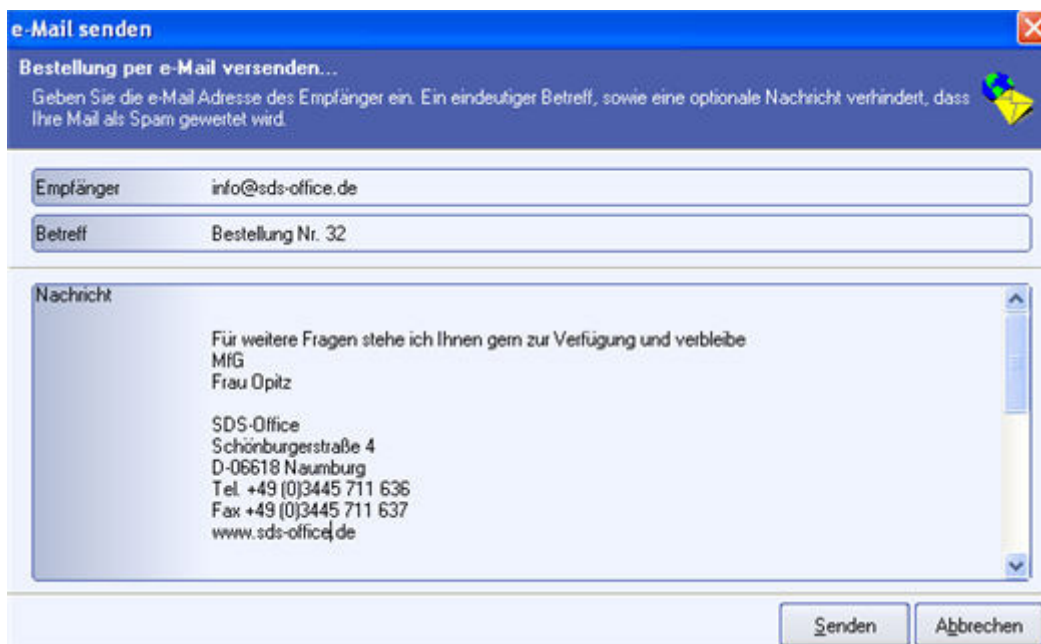 e-Mail senden
Bestellung per e-Mail versenden...
Geben Sie die e-Mail Adresse des Empfänger ein. Ein eindeutiger Betreff, sowie eine optionale Nachricht verhindert, dass
Ihre Mail als Spam gewertet wird.
Empfänger info@sds-office.de
Betreff Bestellung Nr. 32
Nachricht
Für weitere Fragen stehe ich Ihnen gern zur Verfügung und verbleibe
MfG
Frau Opitz
SDS-Office
Schönburgerstraße 4
D-06618 Naumburg
Tel. +49 (0)3445 711 636
Fax +49 (0)3445 711 637
www.sds-office.de
Senden Abbrechen